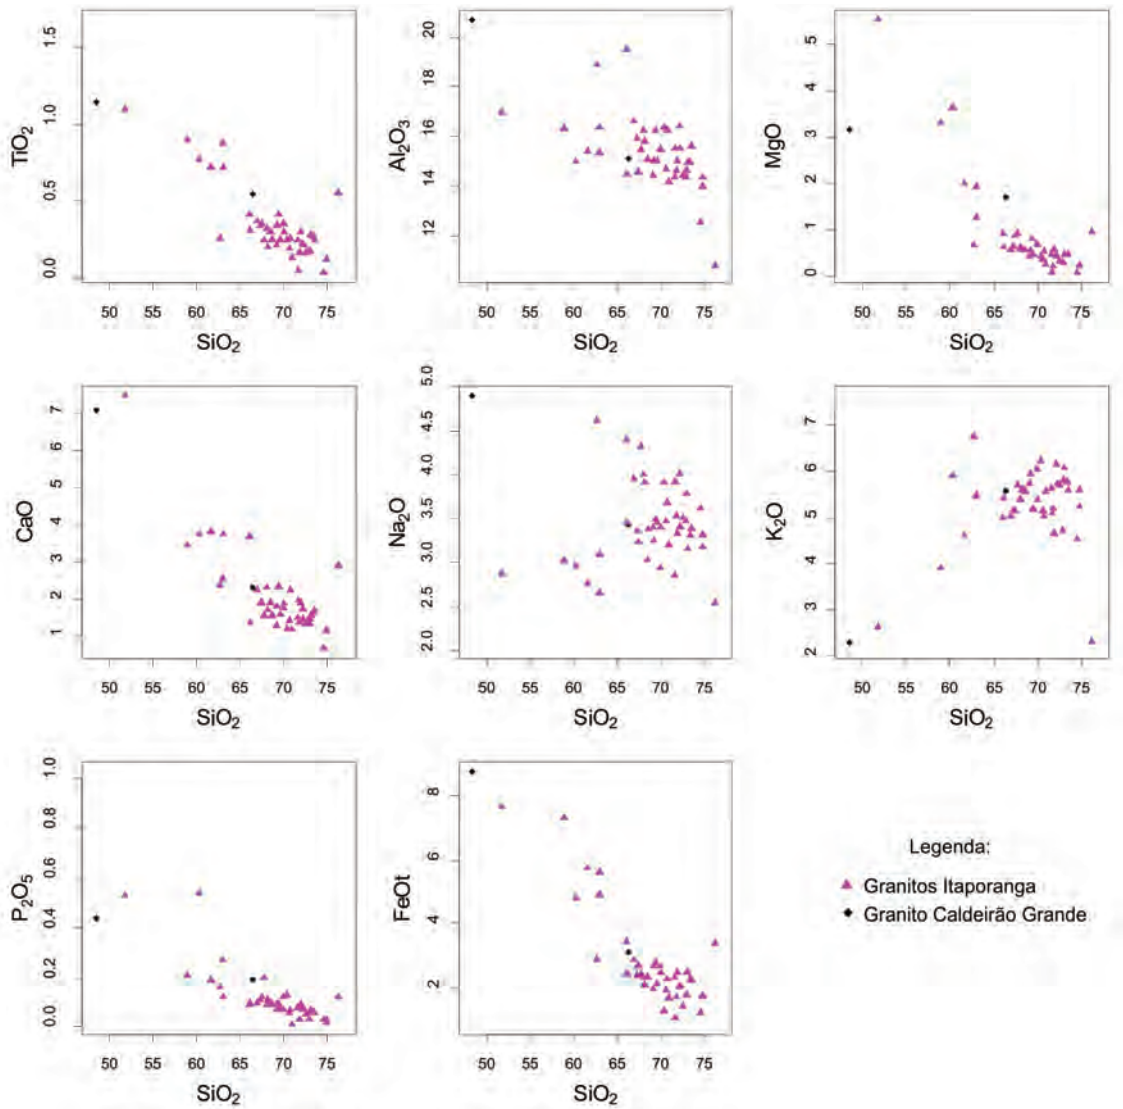 TiO2
0.0 0.5 1.0 1.5
50 55 60 65 70 75
SiO2
Al2O3
12 14 16 18 20
50 55 60 65 70 75
SiO2
MgO
0 1 2 3 4 5
50 55 60 65 70 75
SiO2
CaO
1 2 3 4 5 6 7
50 55 60 65 70 75
SiO2
Na2O
2.0 2.5 3.0 3.5 4.0 4.5 5.0
50 55 60 65 70 75
SiO2
K2O
2 3 4 5 6 7
50 55 60 65 70 75
SiO2
P2O5
0.0 0.2 0.4 0.6 0.8 1.0
50 55 60 65 70 75
SiO2
FeOt
2 4 6 8
50 55 60 65 70 75
SiO2
Legenda:
Granitos Itaporanga
Granito Caldeirão Grande